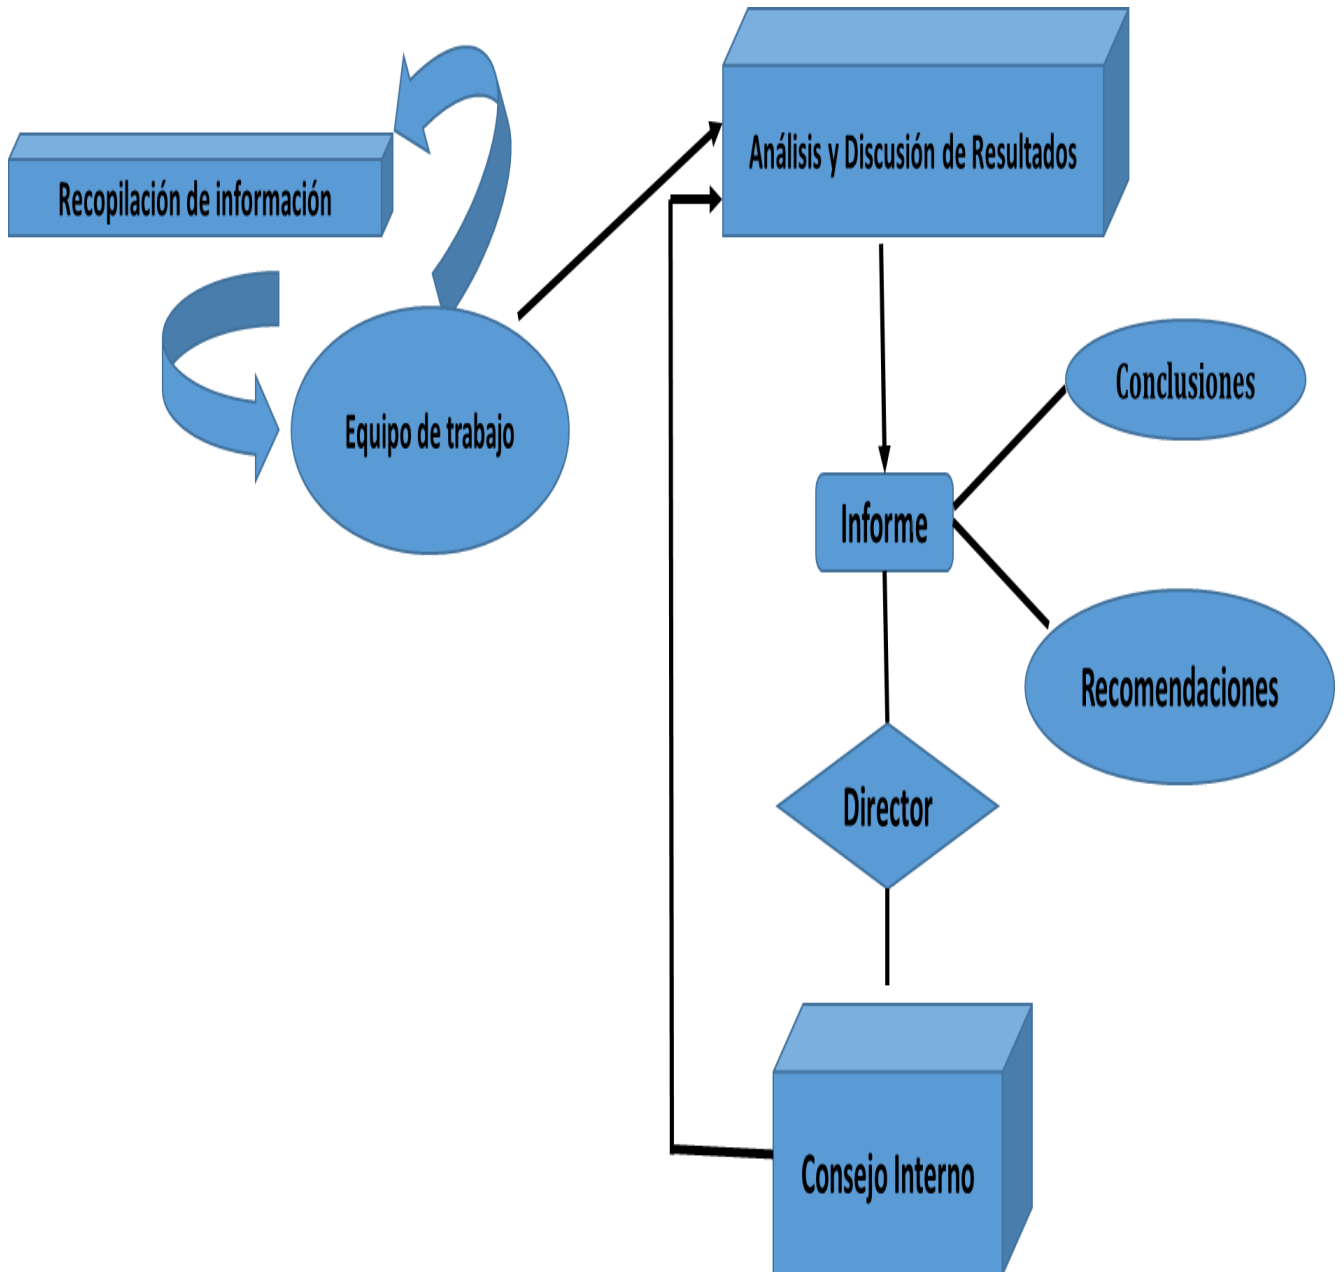 Recopilación de información
Análisis y Discusión de Resultados
Equipo de trabajo
Conclusiones
Informe
Recomendaciones
Director
Consejo Interno